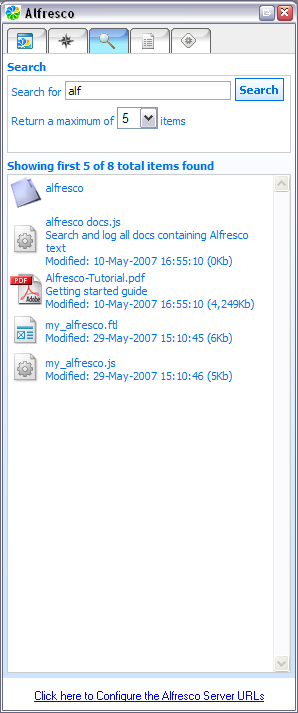 Alfresco
Search
Search for alf Search
Return a maximum of 5 items
Showing first 5 of 8 total items found
alfresco
alfresco docs.js
Search and log all docs containing Alfresco
text
Modified: 10-May-2007 16:55:10 (0Kb)
PDF Adobe
Alfresco-Tutorial.pdf
Getting started guide
Modified: 10-May-2007 16:55:10 (4,249Kb)
my_alfresco.ftl
Modified: 29-May-2007 15:10:45 (6Kb)
my_alfresco.js
Modified: 29-May-2007 15:10:46 (5Kb)
Click here to Configure the Alfresco Server URLs